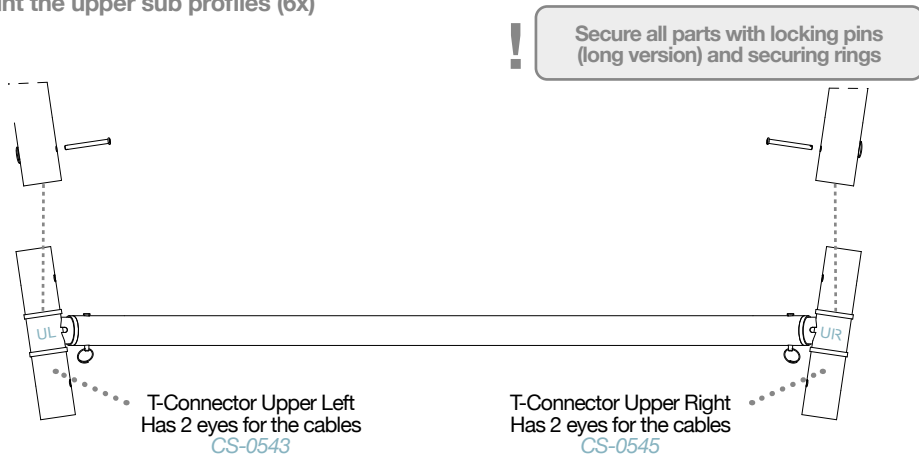 nt the upper sub profiles (6x)
!
Secure all parts with locking pins
(long version) and securing rings
UL
UR
T-Connector Upper Left
Has 2 eyes for the cables
CS-0543
T-Connector Upper Right
Has 2 eyes for the cables
CS-0545